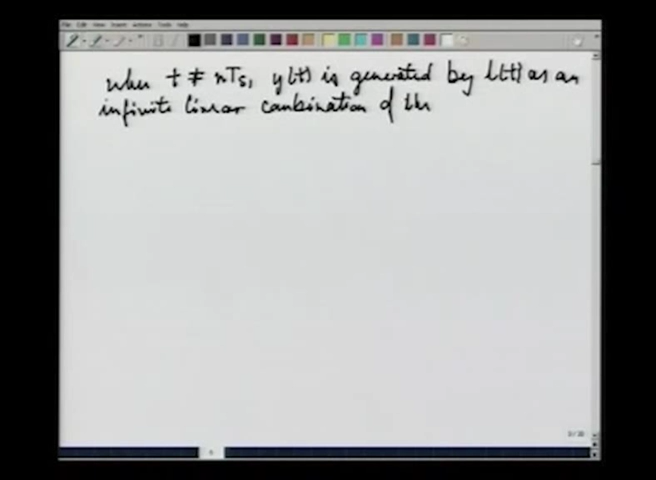 when t ≠ nTs, y(t) is generated by h(t) as an
infinite linear combination of the